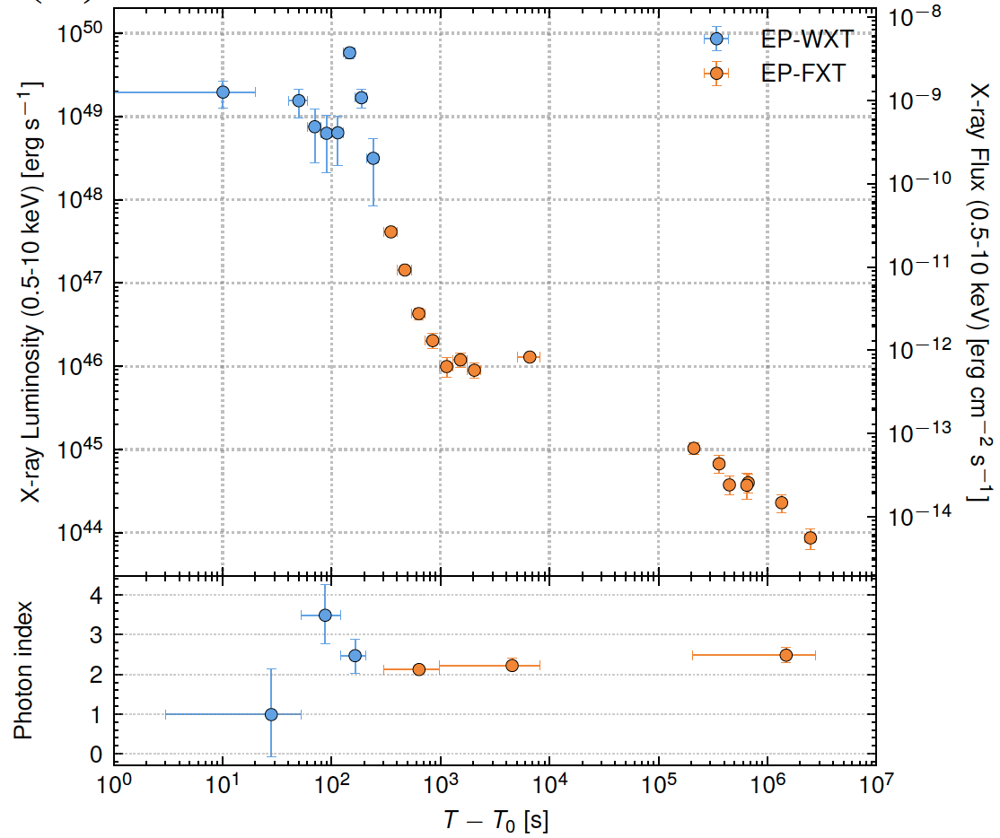 EP-WXT
EP-FXT
X-ray Luminosity (0.5-10 keV) [erg s⁻¹]
10⁵⁰
10⁴⁹
10⁴⁸
10⁴⁷
10⁴⁶
10⁴⁵
10⁴⁴
10⁻⁸
10⁻⁹
10⁻¹⁰
10⁻¹¹
10⁻¹²
10⁻¹³
10⁻¹⁴
X-ray Flux (0.5-10 keV) [erg cm⁻² s⁻¹]
Photon index
4
3
2
1
0
10⁰ 10¹ 10² 10³ 10⁴ 10⁵ 10⁶ 10⁷
T − T₀ [s]